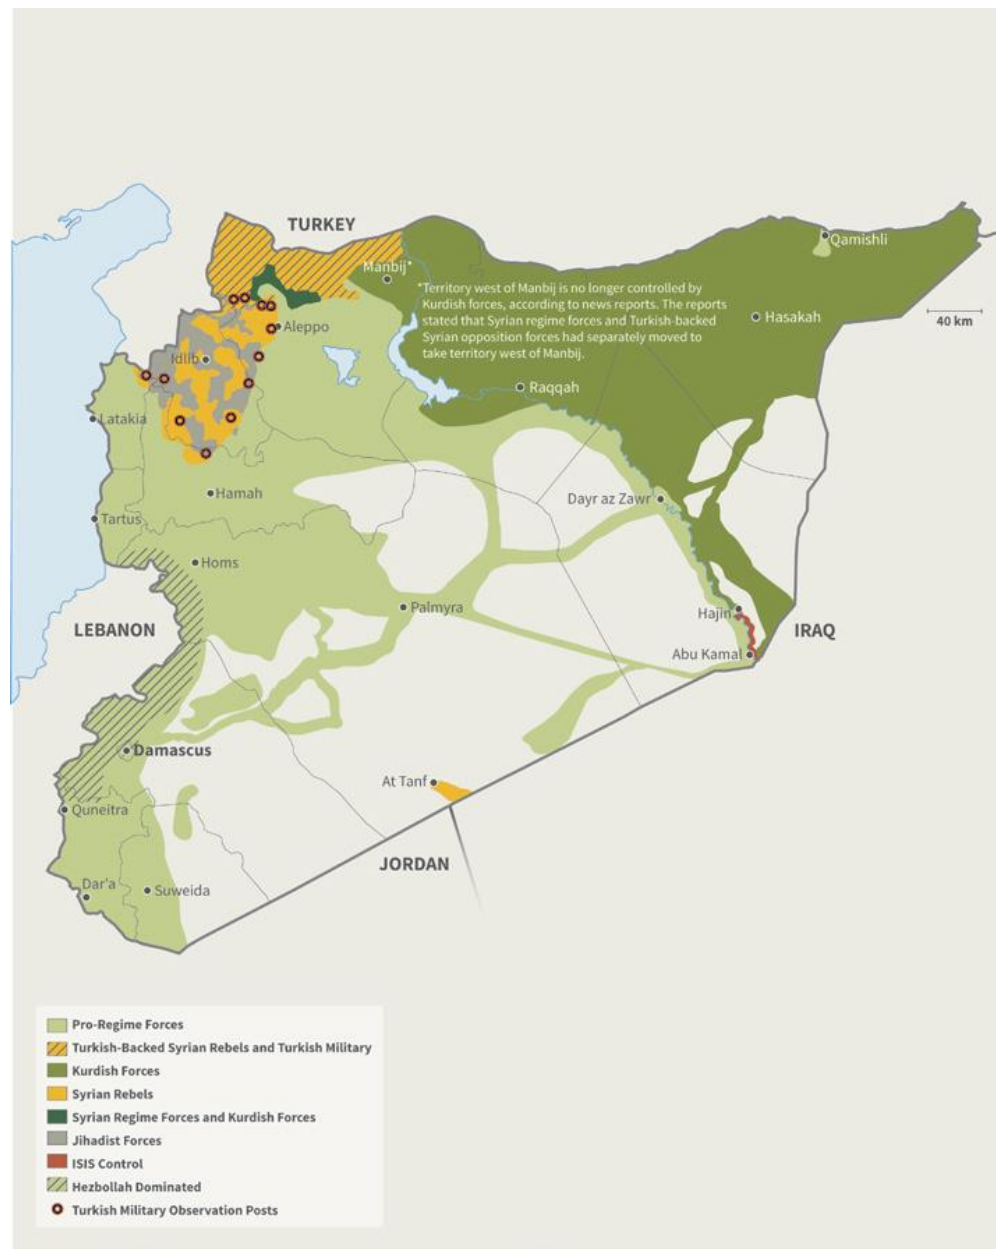 TURKEY
Qamishli
Manbij*
*Territory west of Manbij is no longer controlled by
Kurdish forces, according to news reports. The reports
stated that Syrian regime forces and Turkish-backed
Syrian opposition forces had separately moved to
take territory west of Manbij.
Hasakah
40 km
Aleppo
Idlib
Raqqah
Latakia
Hamah
Dayr az Zawr
Tartus
Homs
Palmyra
Hajin
LEBANON
IRAQ
Abu Kamal
Damascus
At Tanf
Quneitra
JORDAN
Dar'a
Suweida
Pro-Regime Forces
Turkish-Backed Syrian Rebels and Turkish Military
Kurdish Forces
Syrian Rebels
Syrian Regime Forces and Kurdish Forces
Jihadist Forces
ISIS Control
Hezbollah Dominated
Turkish Military Observation Posts